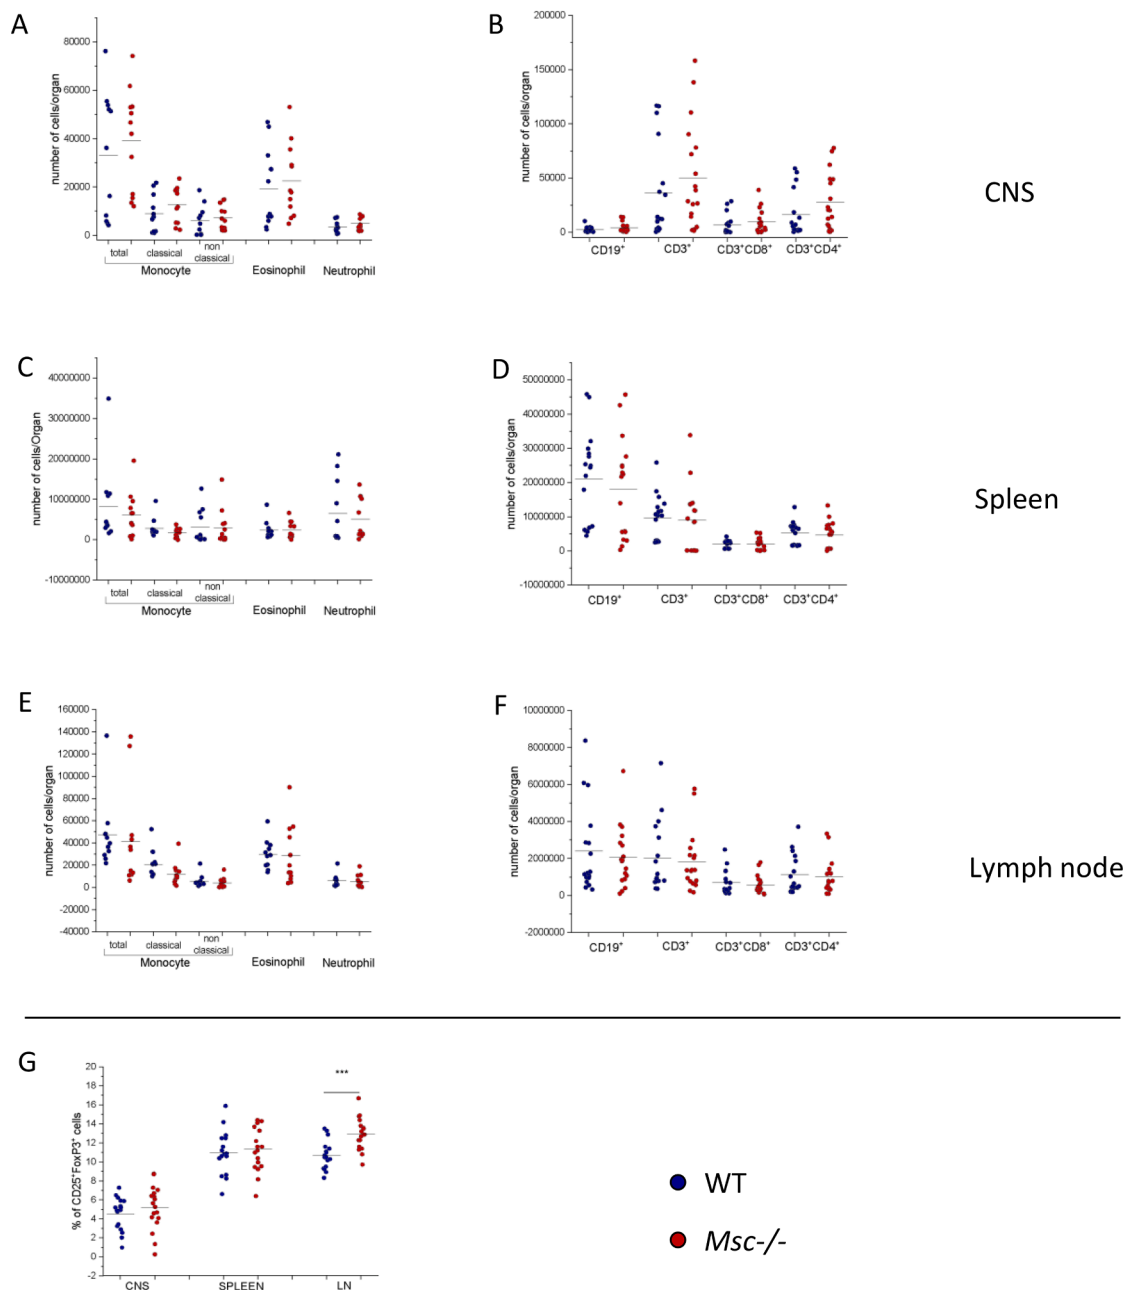 A
number of cells/organ
80000
60000
40000
20000
0
total
classical
non
classical
Monocyte
Eosinophil
Neutrophil
B
number of cells/organ
200000
150000
100000
50000
0
CD19⁺
CD3⁺
CD3⁺CD8⁺
CD3⁺CD4⁺
CNS
C
number of cells/Organ
40000000
30000000
20000000
10000000
0
-10000000
total
classical
non
classical
Monocyte
Eosinophil
Neutrophil
D
number of cells/organ
50000000
40000000
30000000
20000000
10000000
0
-10000000
CD19⁺
CD3⁺
CD3⁺CD8⁺
CD3⁺CD4⁺
Spleen
E
number of cells/organ
160000
140000
120000
100000
80000
60000
40000
20000
0
-20000
-40000
total
classical
non
classical
Monocyte
Eosinophil
Neutrophil
F
number of cells/organ
10000000
8000000
6000000
4000000
2000000
0
-2000000
CD19⁺
CD3⁺
CD3⁺CD8⁺
CD3⁺CD4⁺
Lymph node
G
% of CD25⁺FoxP3⁺ cells
20
18
16
14
12
10
8
6
4
2
0
-2
***
CNS
SPLEEN
LN
WT
Msc-/-